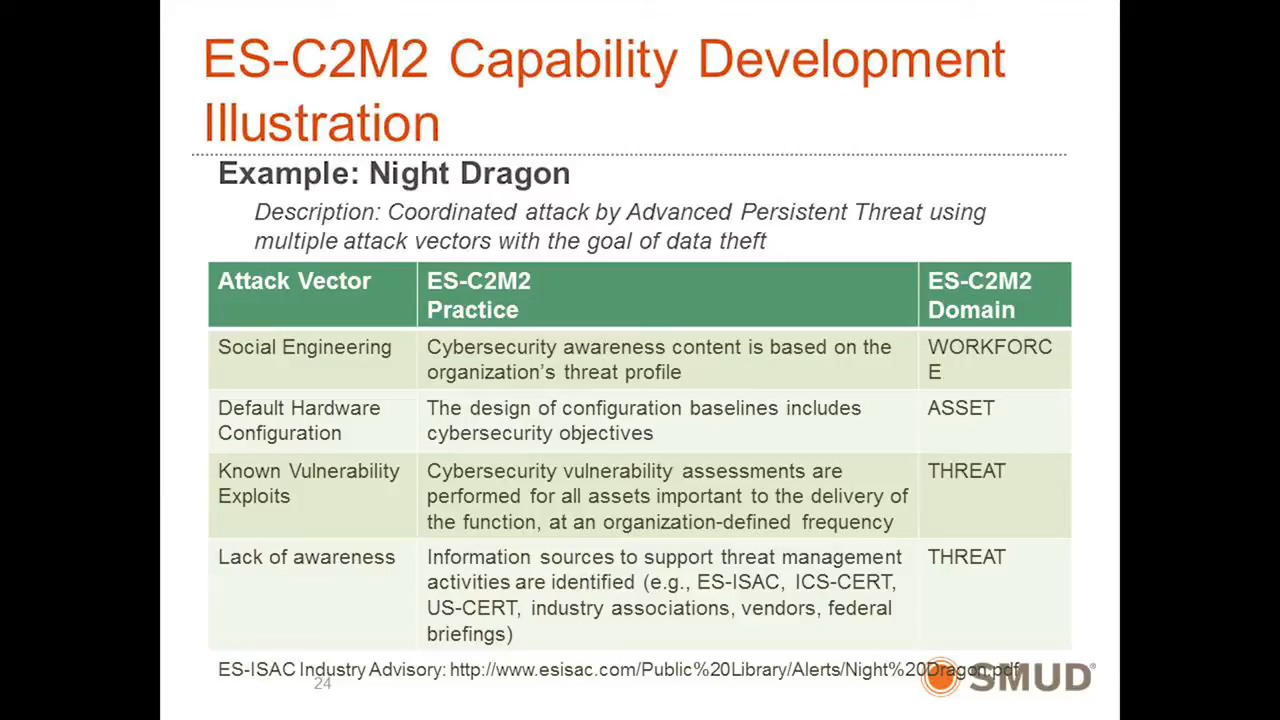 ES-C2M2 Capability Development
Illustration
Example: Night Dragon
Description: Coordinated attack by Advanced Persistent Threat using
multiple attack vectors with the goal of data theft
Attack Vector
ES-C2M2
Practice
ES-C2M2
Domain
Social Engineering
Cybersecurity awareness content is based on the
organization’s threat profile
WORKFORC
E
Default Hardware
Configuration
The design of configuration baselines includes
cybersecurity objectives
ASSET
Known Vulnerability
Exploits
Cybersecurity vulnerability assessments are
performed for all assets important to the delivery of
the function, at an organization-defined frequency
THREAT
Lack of awareness
Information sources to support threat management
activities are identified (e.g., ES-ISAC, ICS-CERT,
US-CERT, industry associations, vendors, federal
briefings)
THREAT
ES-ISAC Industry Advisory: http://www.esisac.com/Public%20Library/Alerts/Night%20Dragon.pdf
24
SMUD®